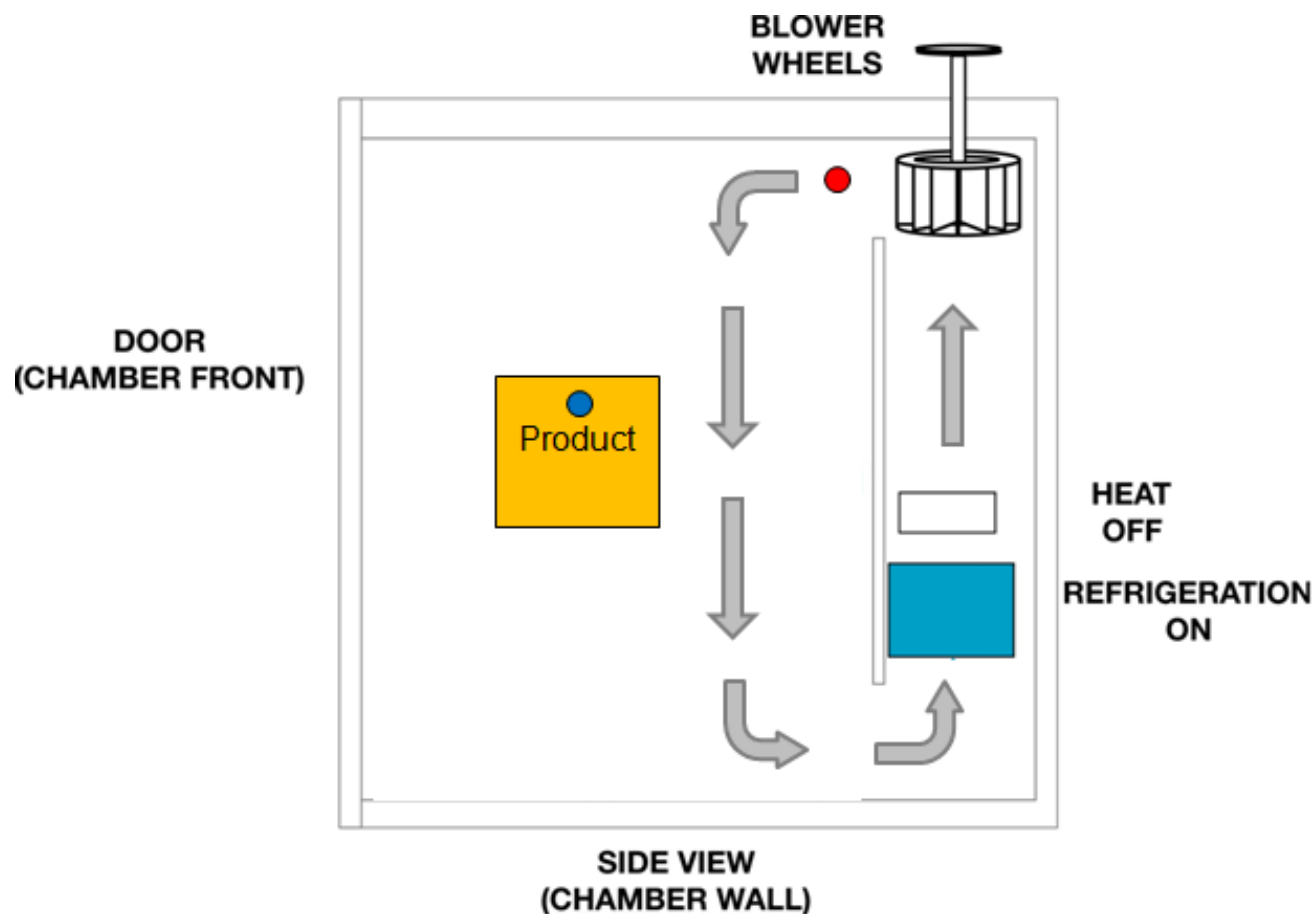 BLOWER
WHEELS
DOOR
(CHAMBER FRONT)
Product
HEAT
OFF
REFRIGERATION
ON
SIDE VIEW
(CHAMBER WALL)